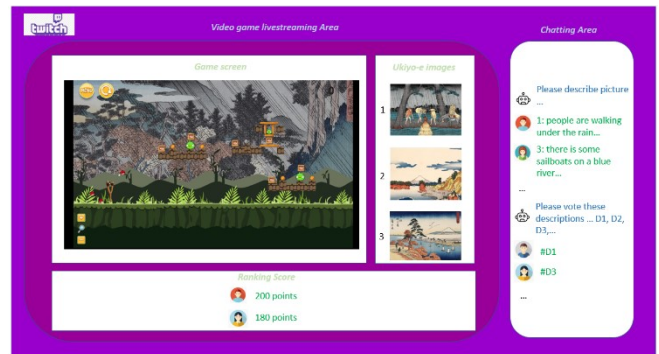 twitch
Video game livestreaming Area
Chatting Area
Game screen
Ukiyo-e images
1
2
3
Please describe picture
...
1: people are walking
under the rain...
3: there is some
sailboats on a blue
river...
...
Please vote these
descriptions ... D1, D2,
D3,...
#D1
#D3
...
Ranking Score
200 points
180 points